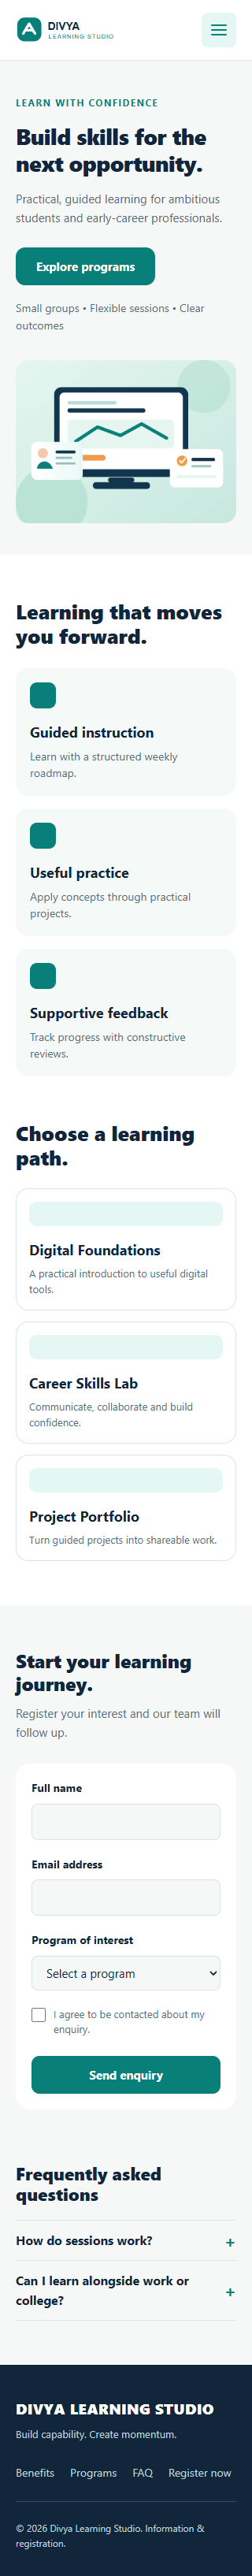 DIVYA
LEARNING STUDIO
LEARN WITH CONFIDENCE
Build skills for the
next opportunity.
Practical, guided learning for ambitious
students and early-career professionals.
Explore programs
Small groups • Flexible sessions • Clear
outcomes
Learning that moves
you forward.
Guided instruction
Learn with a structured weekly
roadmap.
Useful practice
Apply concepts through practical
projects.
Supportive feedback
Track progress with constructive
reviews.
Choose a learning
path.
Digital Foundations
A practical introduction to useful digital
tools.
Career Skills Lab
Communicate, collaborate and build
confidence.
Project Portfolio
Turn guided projects into shareable work.
Start your learning
journey.
Register your interest and our team will
follow up.
Full name
Email address
Program of interest
Select a program
I agree to be contacted about my
enquiry.
Send enquiry
Frequently asked
questions
How do sessions work? +
Can I learn alongside work or
college? +
DIVYA LEARNING STUDIO
Build capability. Create momentum.
Benefits Programs FAQ Register now
© 2026 Divya Learning Studio. Information &
registration.